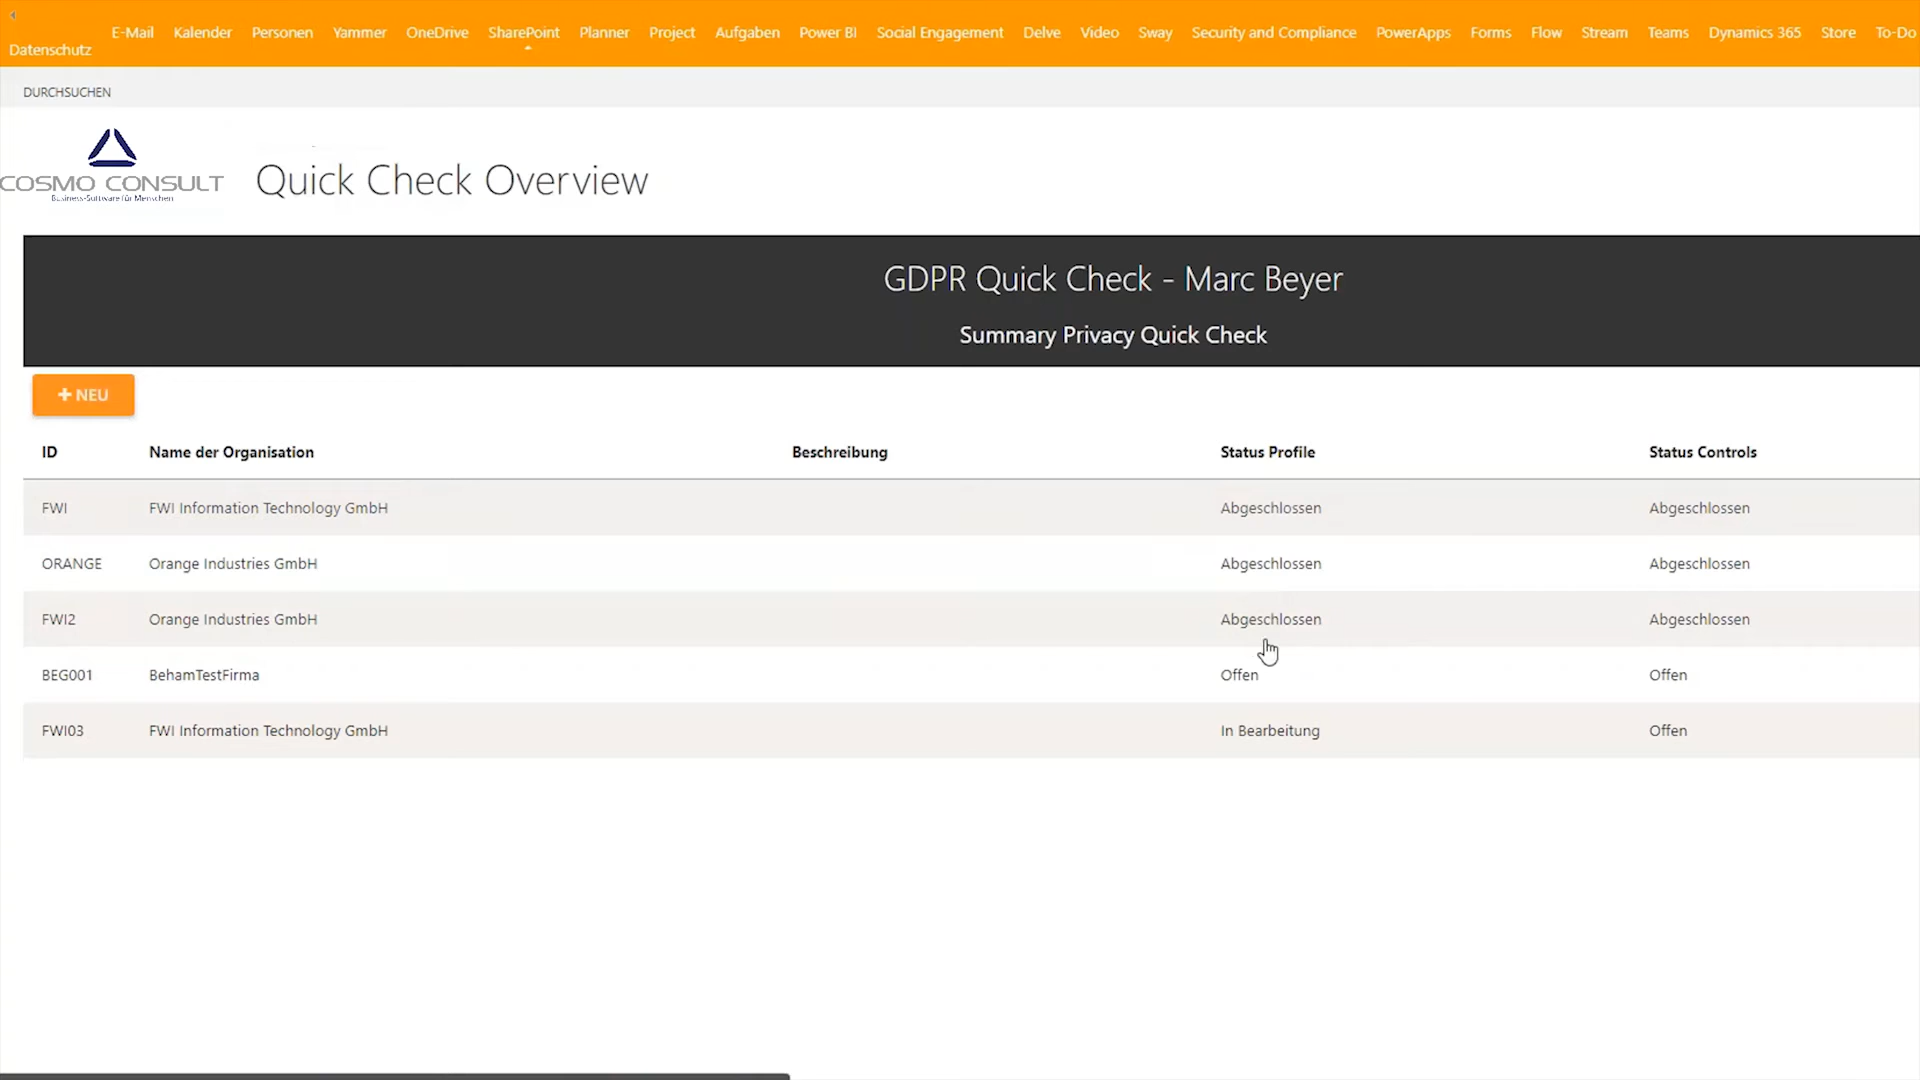 E-Mail Kalender Personen Yammer OneDrive SharePoint Planner Project Aufgaben Power BI Social Engagement Delve Video Sway Security and Compliance PowerApps Forms Flow Stream Teams Dynamics 365 Store To-Do
Datenschutz
DURCHSUCHEN
COSMO CONSULT
Business-Software für Menschen
Quick Check Overview
GDPR Quick Check - Marc Beyer
Summary Privacy Quick Check
+ NEU
ID Name der Organisation Beschreibung Status Profile Status Controls
FWI FWI Information Technology GmbH Abgeschlossen Abgeschlossen
ORANGE Orange Industries GmbH Abgeschlossen Abgeschlossen
FWI2 Orange Industries GmbH Abgeschlossen Abgeschlossen
BEG001 BehamTestFirma Offen Offen
FWI03 FWI Information Technology GmbH In Bearbeitung Offen